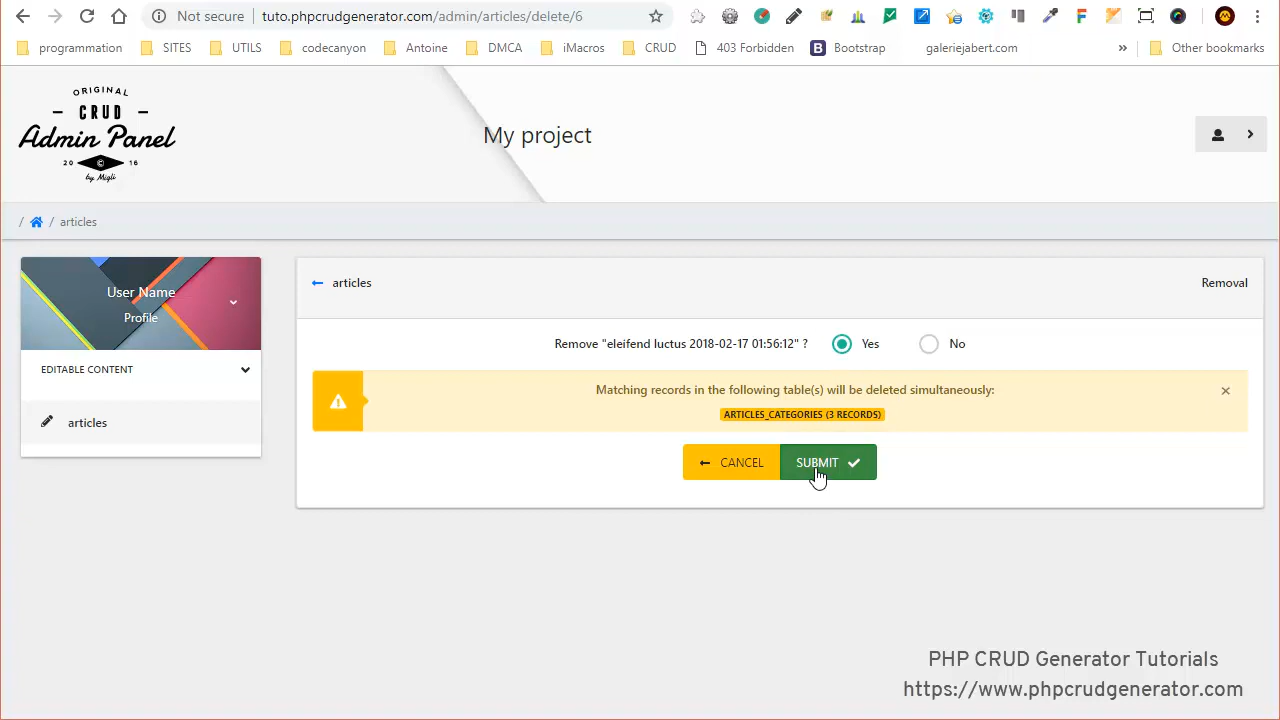 Not secure | tuto.phpcrudgenerator.com/admin/articles/delete/6
programmation SITES UTILS codecanyon Antoine DMCA iMacros CRUD 403 Forbidden B Bootstrap galeriejabert.com » Other bookmarks
ORIGINAL
CRUD
Admin Panel
20 © 16
by Migli
My project
/ / articles
User Name
Profile
EDITABLE CONTENT
articles
articles
Removal
Remove "eleifend luctus 2018-02-17 01:56:12" ? Yes No
Matching records in the following table(s) will be deleted simultaneously:
ARTICLES_CATEGORIES (3 RECORDS)
CANCEL SUBMIT
PHP CRUD Generator Tutorials
https://www.phpcrudgenerator.com